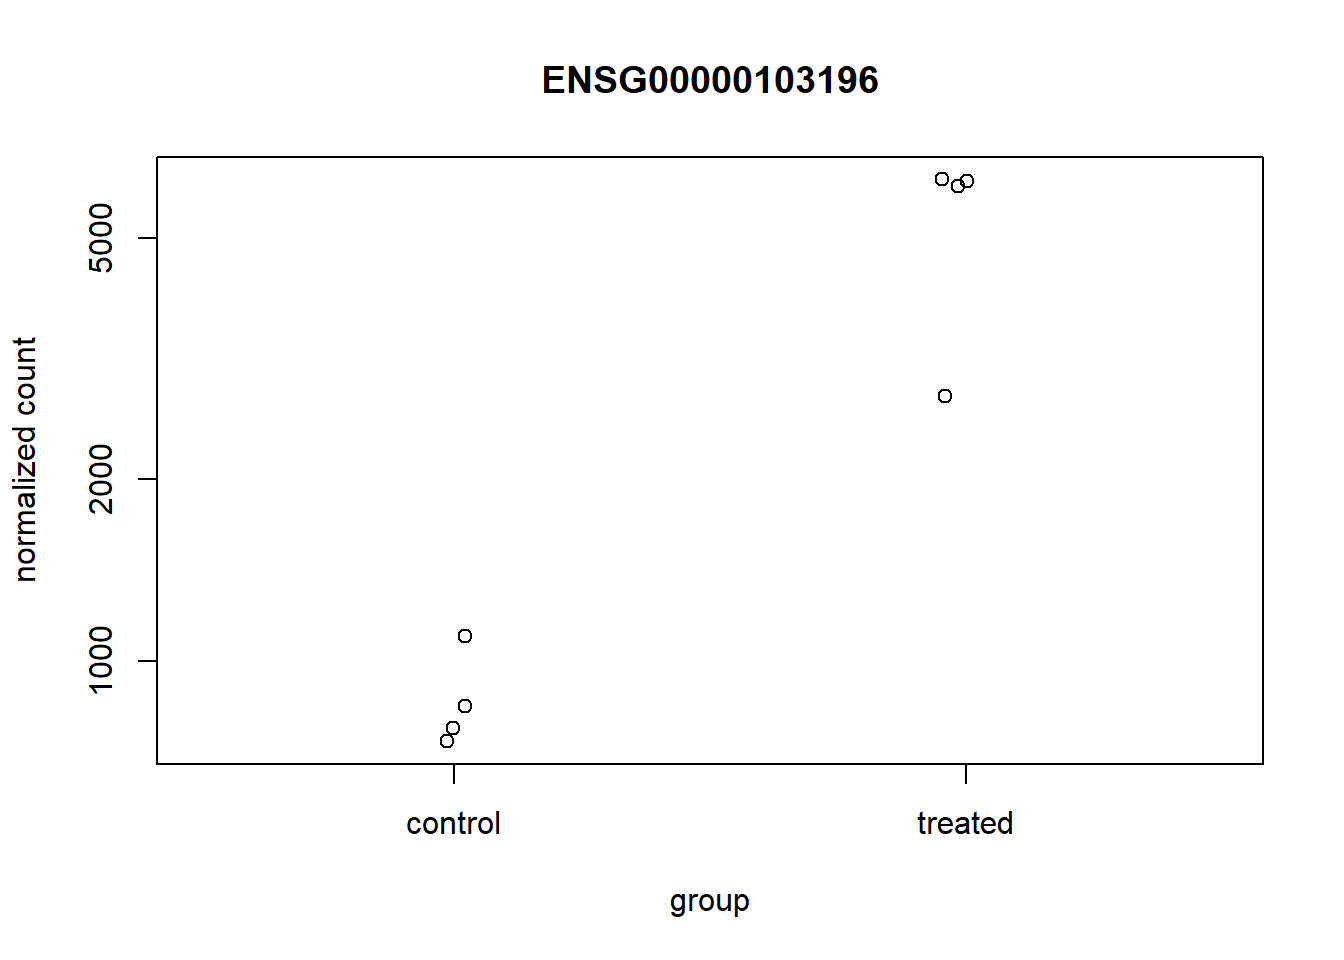 ENSG00000103196
normalized count
5000
2000
1000
control treated
group